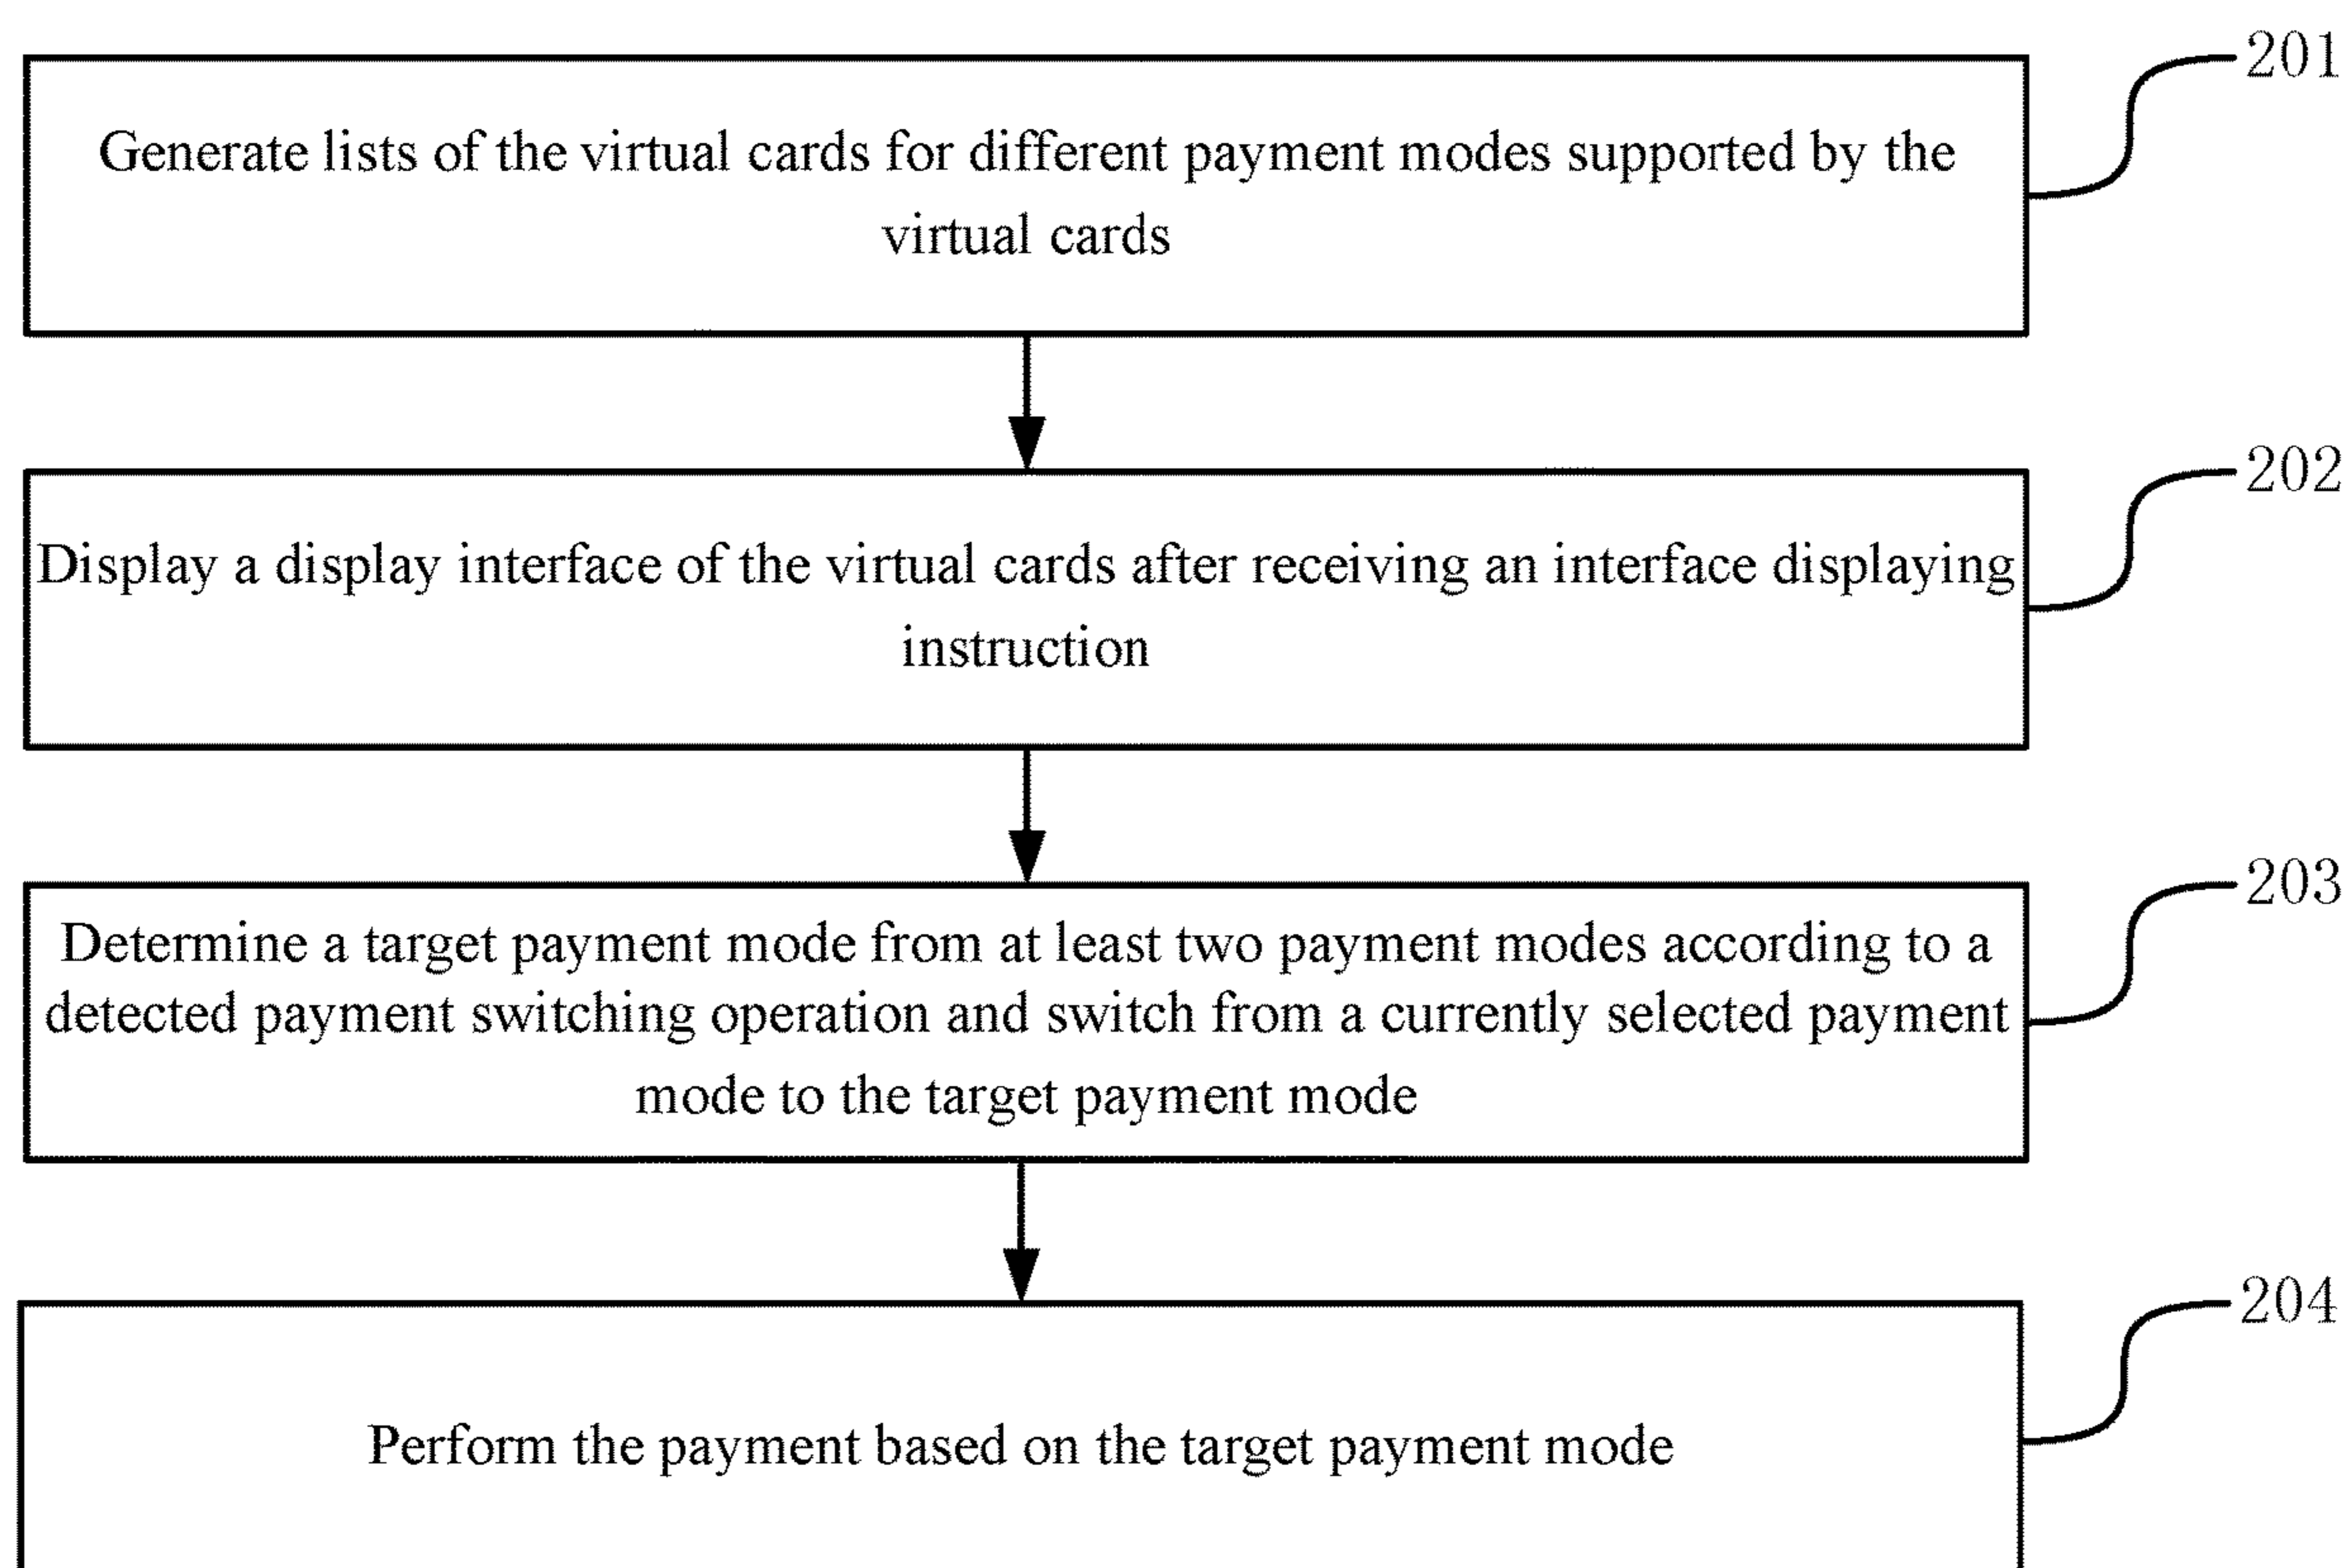 201
Generate lists of the virtual cards for different payment modes supported by the
virtual cards
202
Display a display interface of the virtual cards after receiving an interface displaying
instruction
203
Determine a target payment mode from at least two payment modes according to a
detected payment switching operation and switch from a currently selected payment
mode to the target payment mode
204
Perform the payment based on the target payment mode